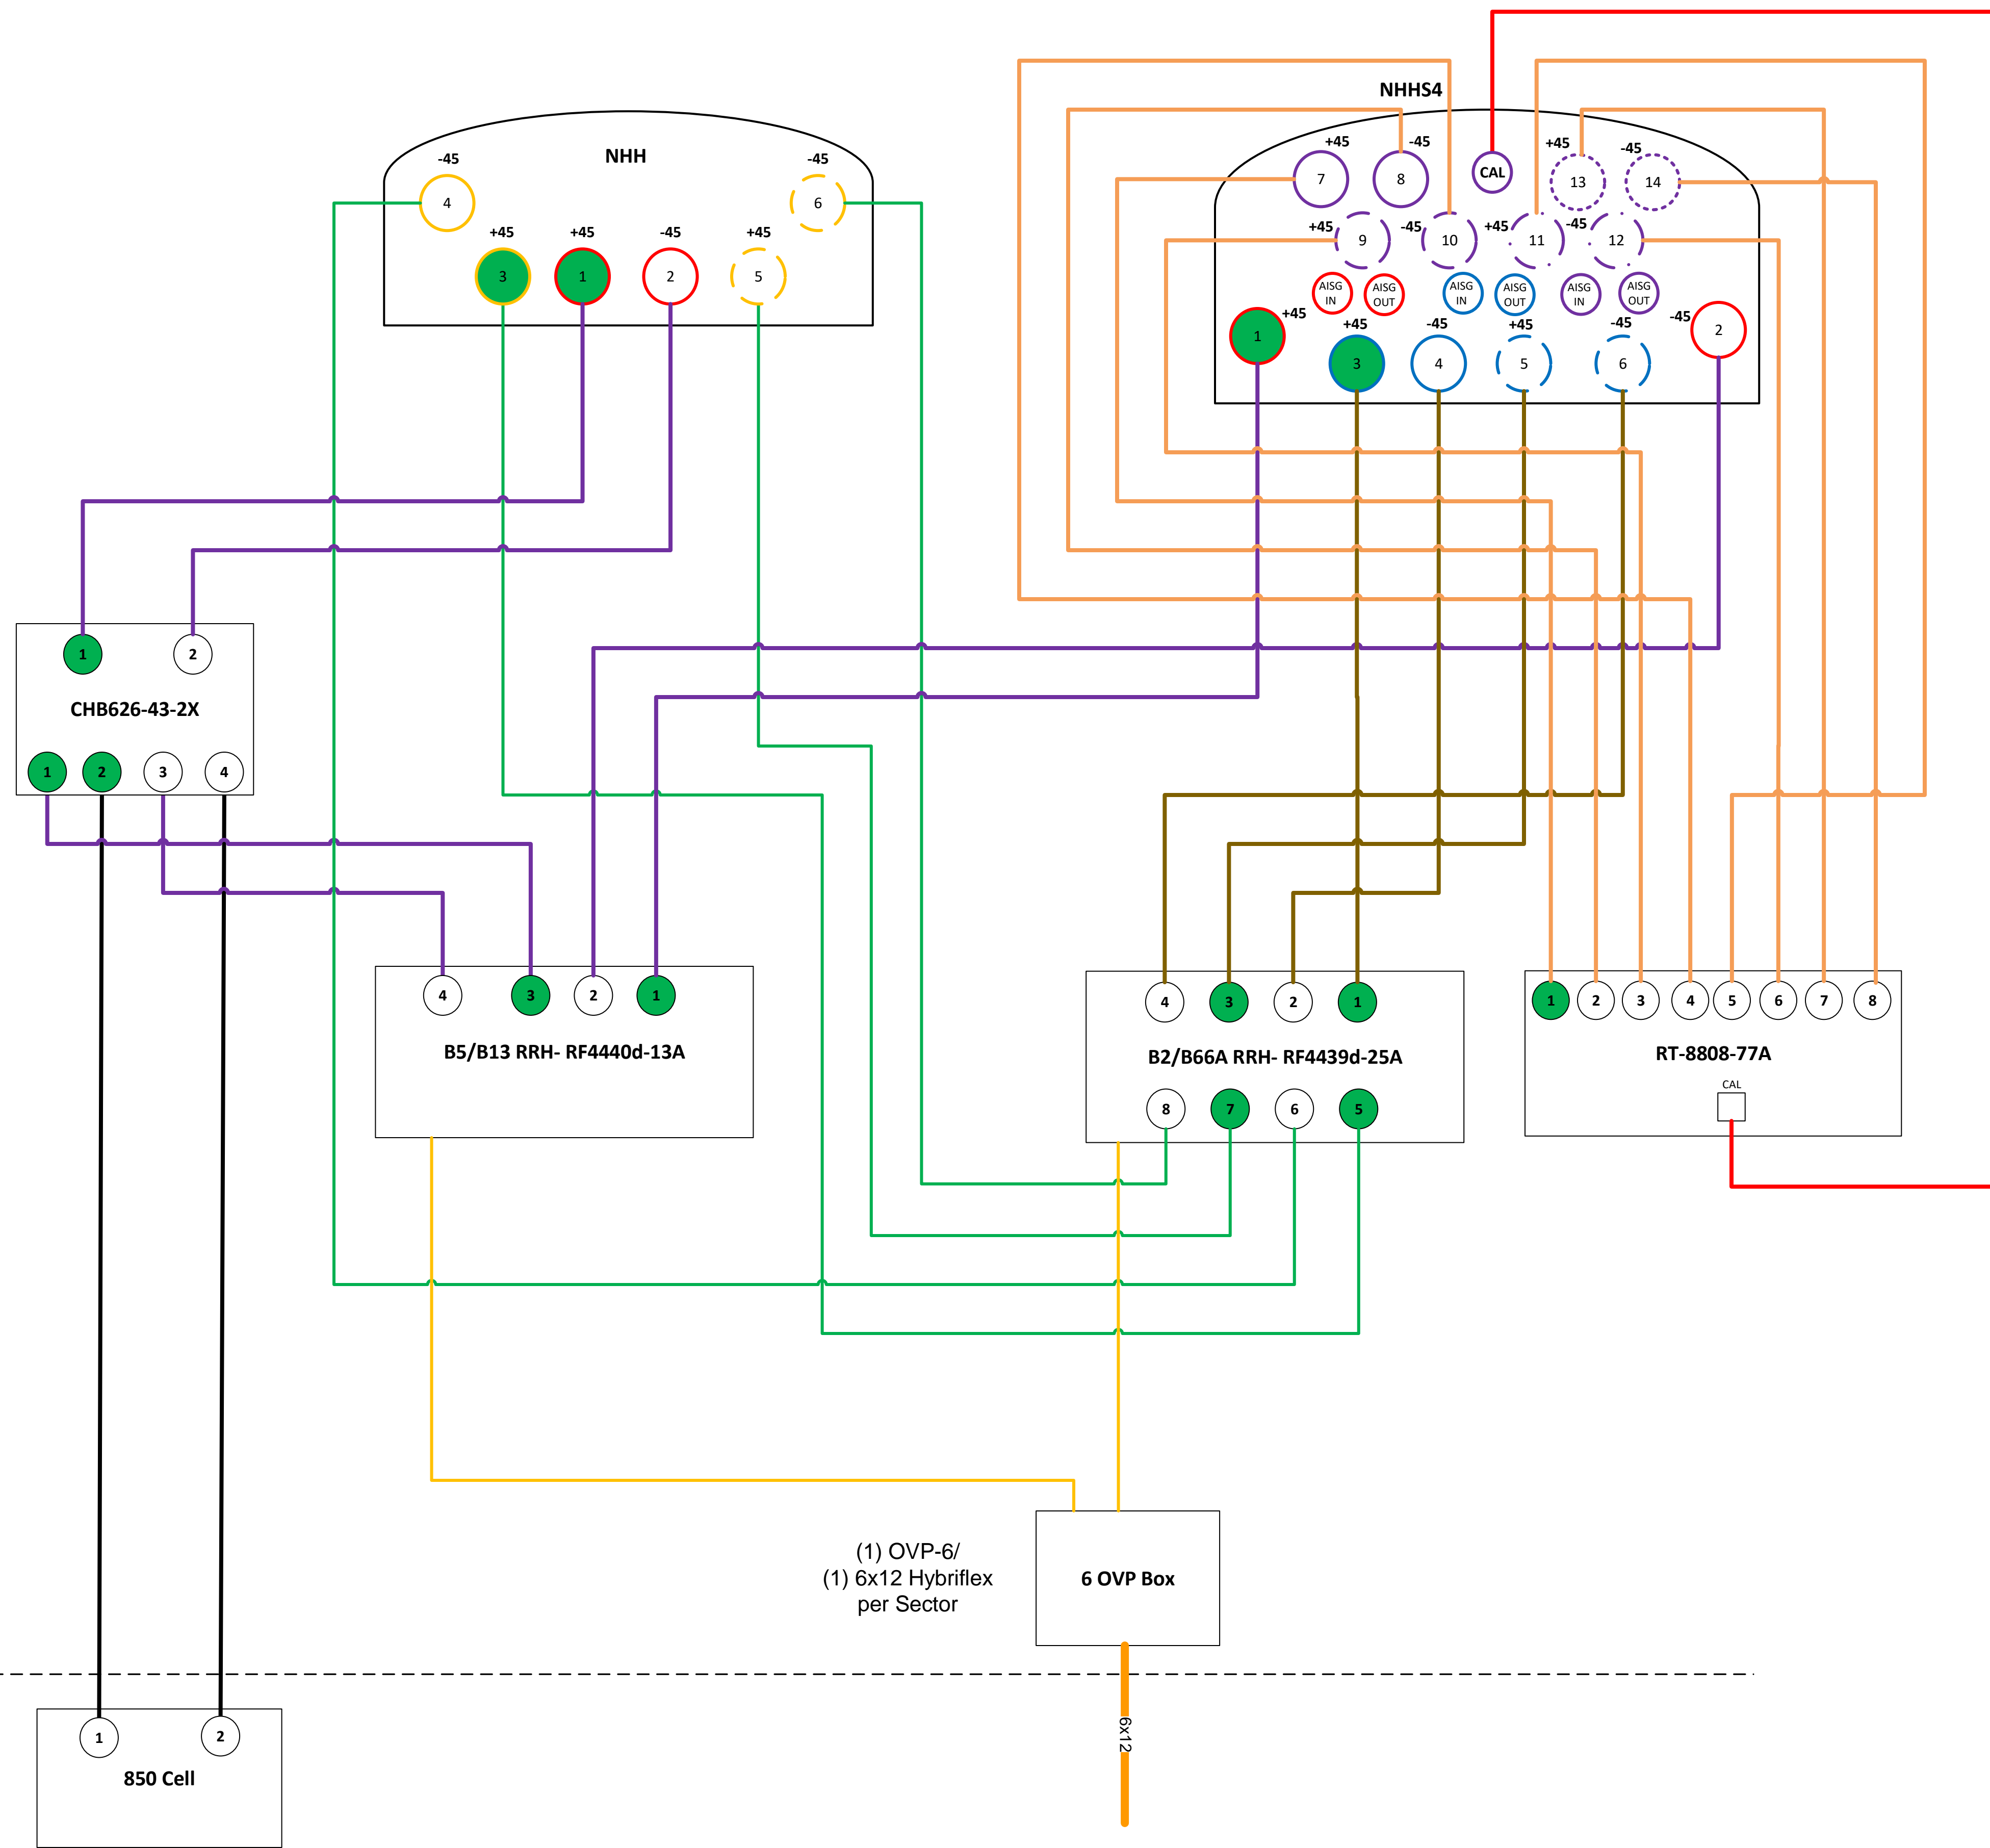 NHHS4
NHH
-45
-45
4
6
+45
+45
-45
+45
3
1
2
5
+45
-45
+45
-45
7
8
CAL
13
14
+45
-45
+45
-45
9
10
11
12
AISG
IN
AISG
OUT
AISG
IN
AISG
OUT
AISG
IN
AISG
OUT
+45
+45
-45
+45
-45
-45
1
3
4
5
6
2
1
2
CHB626-43-2X
1
2
3
4
4
3
2
1
B5/B13 RRH- RF4440d-13A
4
3
2
1
B2/B66A RRH- RF4439d-25A
8
7
6
5
1
2
3
4
5
6
7
8
RT-8808-77A
CAL
(1) OVP-6/
(1) 6x12 Hybriflex
per Sector
6 OVP Box
6x12
1
2
850 Cell